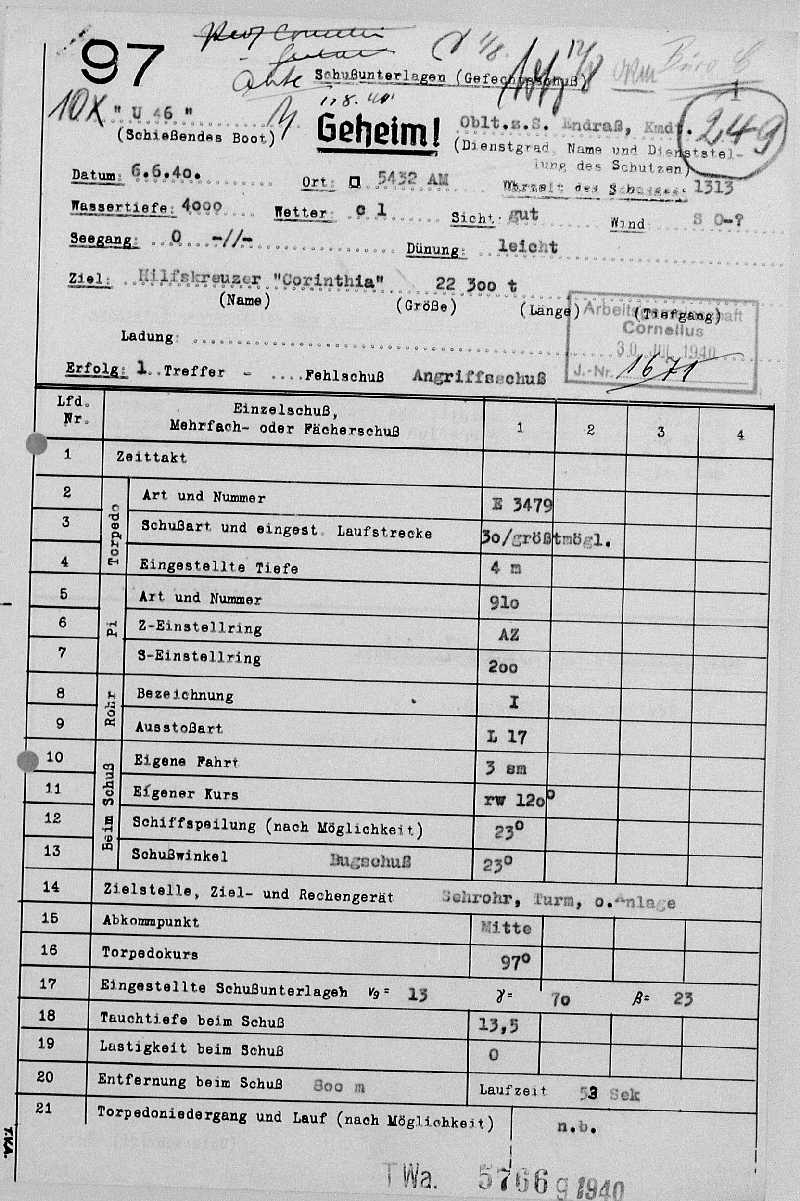 97
Schußunterlagen (Gefechtsschuß)
10X " U 46 "
(Schießendes Boot)
Geheim!
Oblt.z.S. Endraß, Kmdt.
249
(Dienstgrad, Name und Dienststel-
lung des Schützen)
Datum: 6.6.40. Ort: 5432 AM Uhrzeit des Schusses: 1313
Wassertiefe: 4000 Wetter: c 1 Sicht: gut Wind: S 0-?
Seegang: 0 -//- Dünung: leicht
Ziel: Hilfskreuzer "Corinthia" 22 300 t
(Name) (Größe) (Länge) (Tiefgang)
Arbeitsgemeinschaft
Cornelius
30. JUL. 1940
J.-Nr. 1671
Ladung:
Erfolg: 1 Treffer - Fehlschuß Angriffsschuß
Lfd. Nr. Einzelschuß, Mehrfach- oder Fächerschuß 1 2 3 4
1 Zeittakt
Torpedo
2 Art und Nummer E 3479
3 Schußart und eingest. Laufstrecke 3o/größtmögl.
4 Eingestellte Tiefe 4 m
Pi
5 Art und Nummer 91o
6 Z-Einstellring AZ
7 S-Einstellring 2oo
Rohr
8 Bezeichnung I
9 Ausstoßart L 17
Beim Schuß
10 Eigene Fahrt 3 sm
11 Eigener Kurs rw 12o°
12 Schiffspeilung (nach Möglichkeit) 23°
13 Schußwinkel Bugschuß 23°
14 Zielstelle, Ziel- und Rechengerät Sehrohr, Turm, o.Anlage
15 Abkommpunkt Mitte
16 Torpedokurs 97°
17 Eingestellte Schußunterlagen vg= 13 γ= 7o β= 23
18 Tauchtiefe beim Schuß 13,5
19 Lastigkeit beim Schuß 0
20 Entfernung beim Schuß 800 m Laufzeit 53 Sek
21 Torpedoniedergang und Lauf (nach Möglichkeit) n.b.
TKA.
TWa. 5766 g 1940